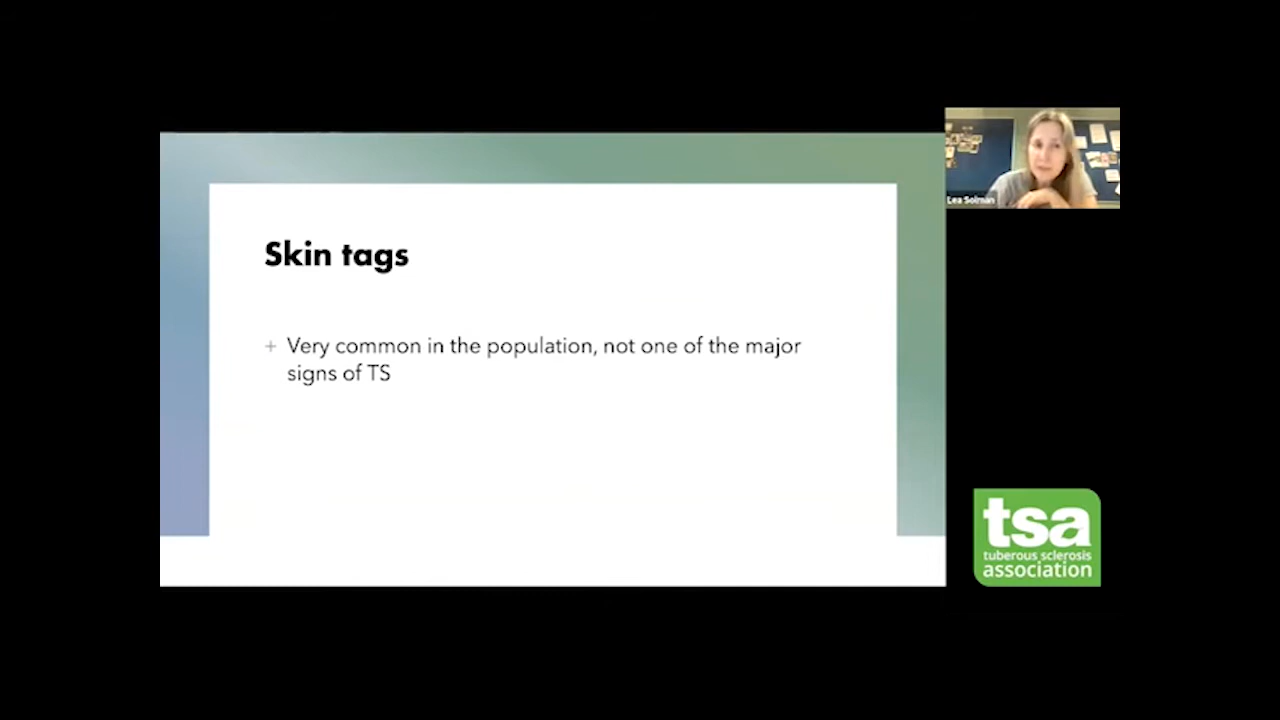 Skin tags
+ Very common in the population, not one of the major
signs of TS
Lea Solman
tsa
tuberous sclerosis
association